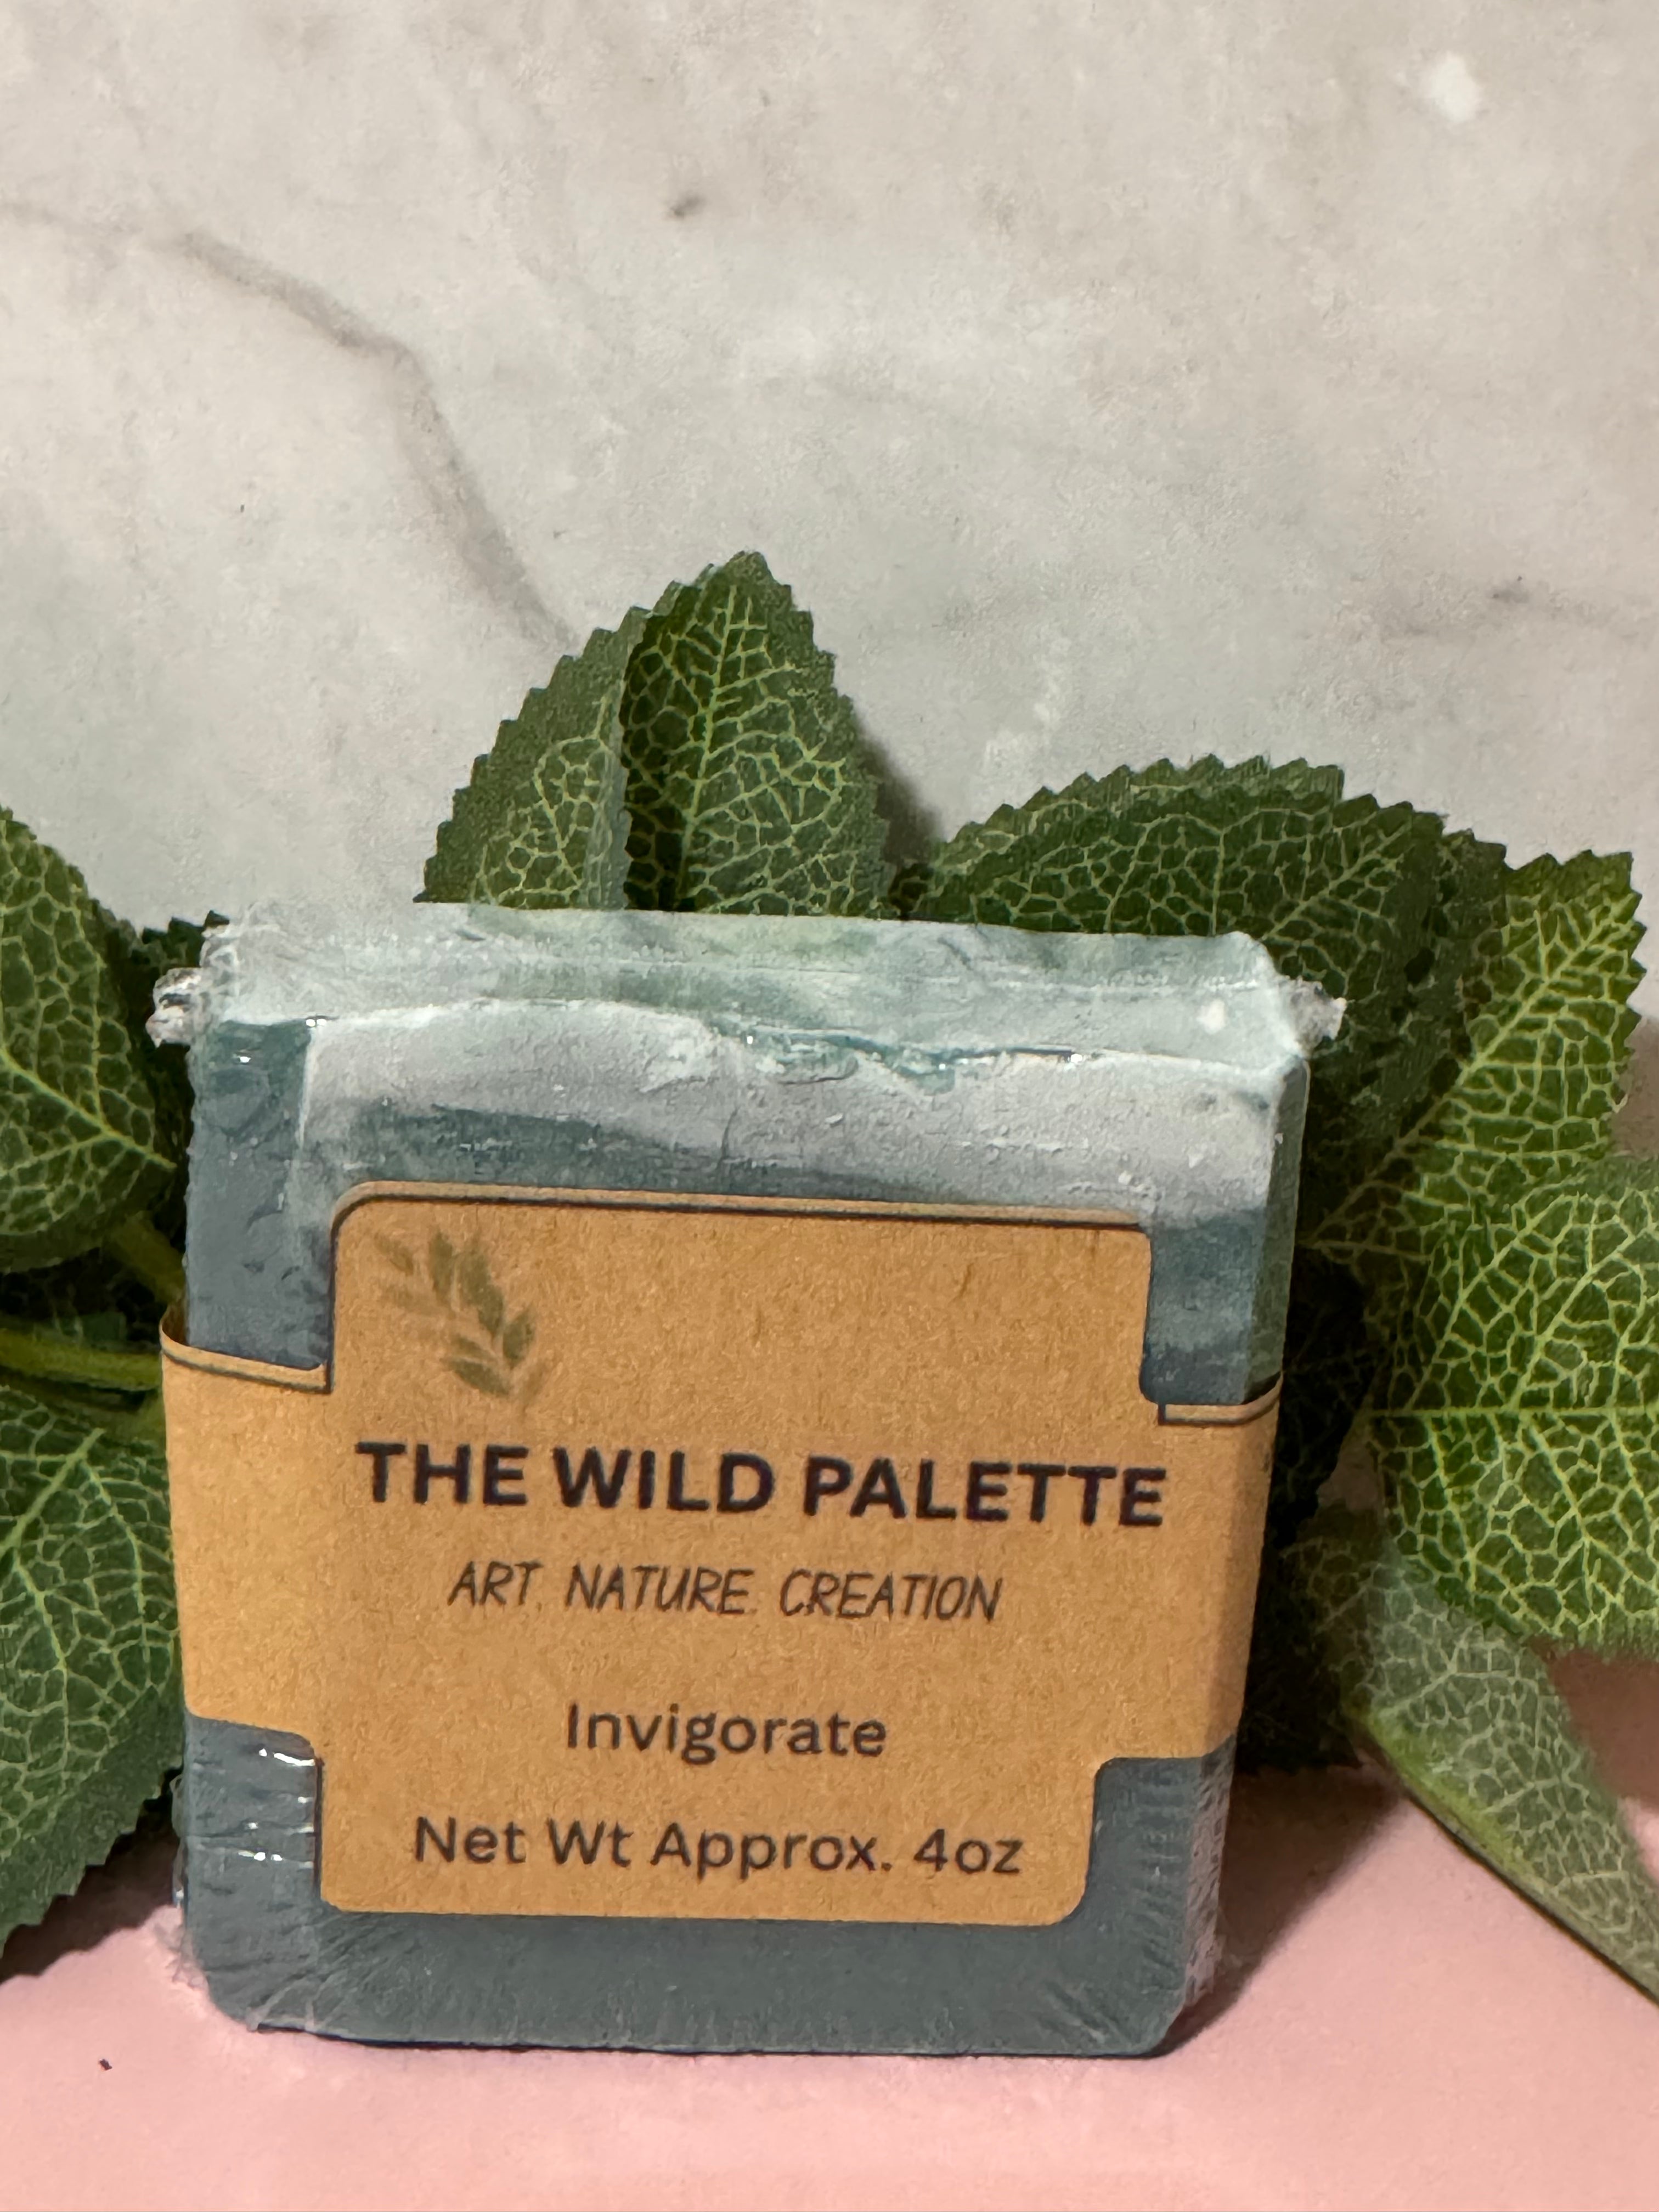 THE WILD PALETTE
ART. NATURE. CREATION
Invigorate
Net Wt Approx. 4oz